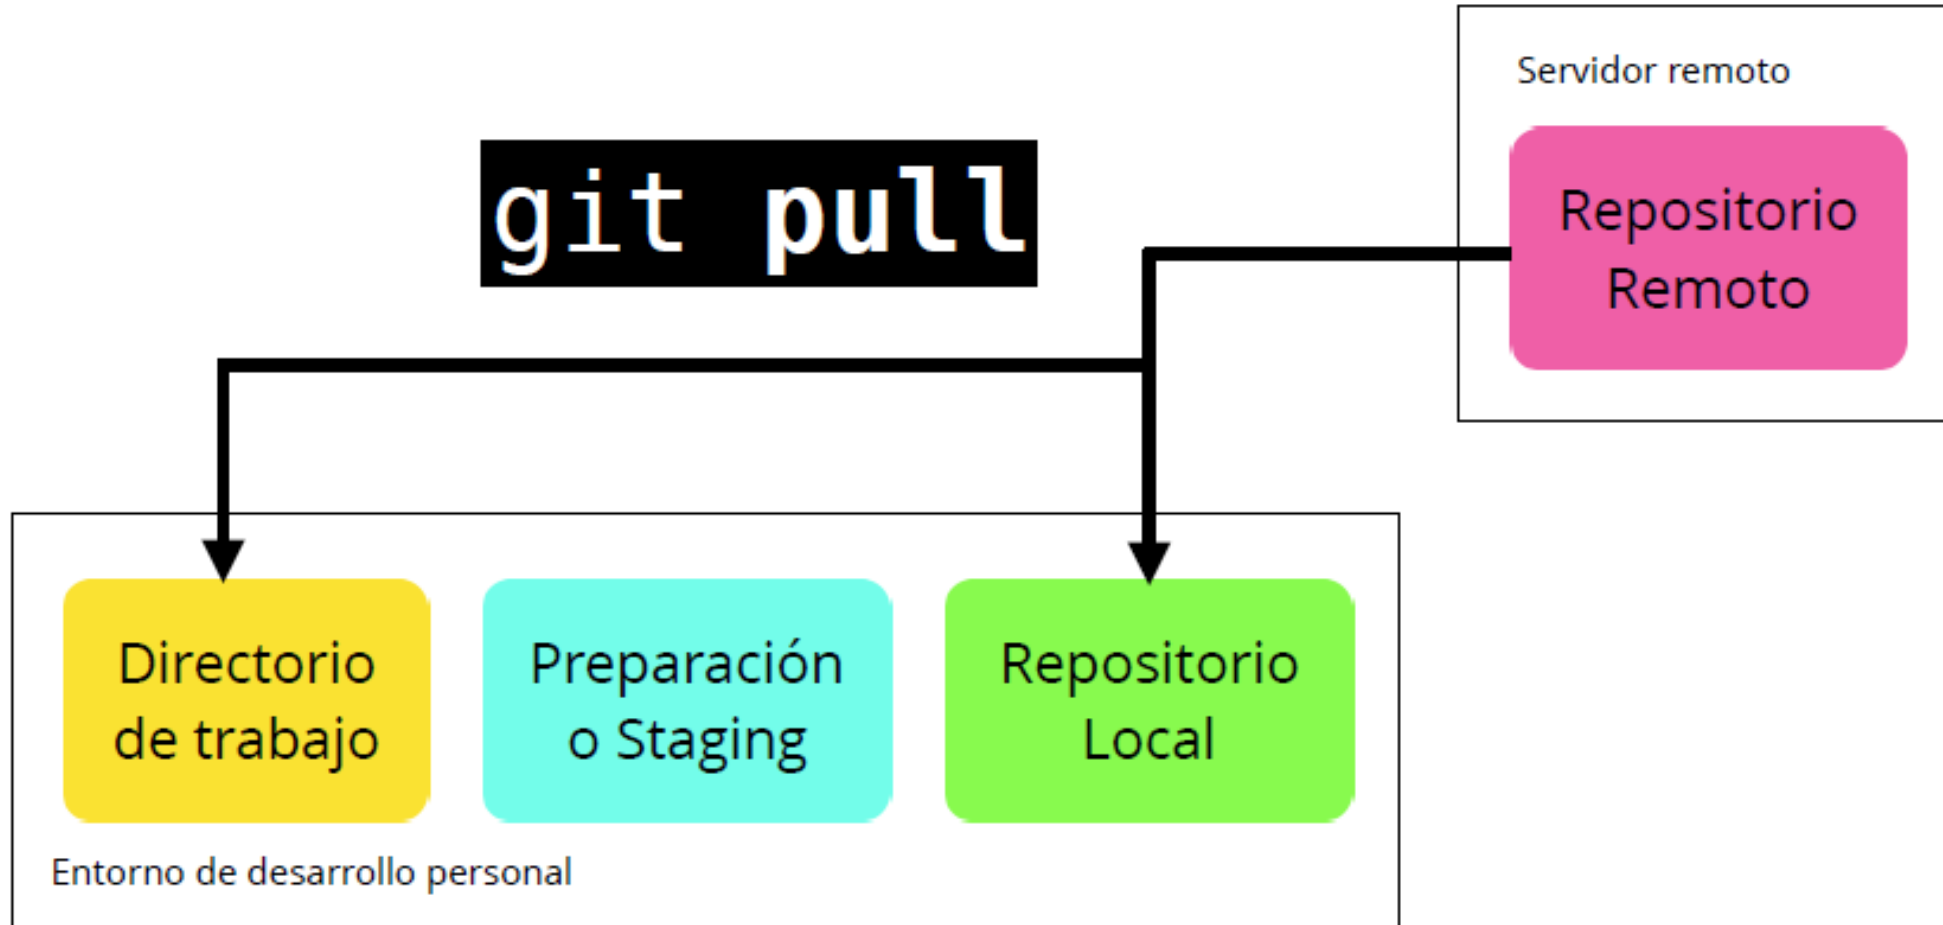 Servidor remoto
git pull
Repositorio
Remoto
Directorio
de trabajo
Preparación
o Staging
Repositorio
Local
Entorno de desarrollo personal